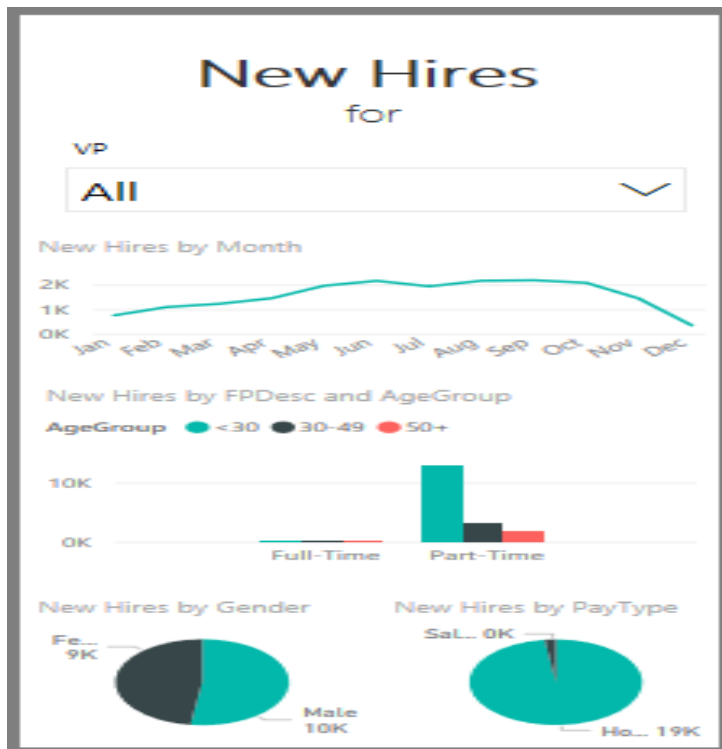 New Hires
for
VP
All
New Hires by Month
2K
1K
0K
Jan Feb Mar Apr May Jun Jul Aug Sep Oct Nov Dec
New Hires by FPDesc and AgeGroup
AgeGroup <30 30-49 50+
10K
0K
Full-Time Part-Time
New Hires by Gender
Fe...
9K
Male
10K
New Hires by PayType
Sal... 0K
Ho... 19K